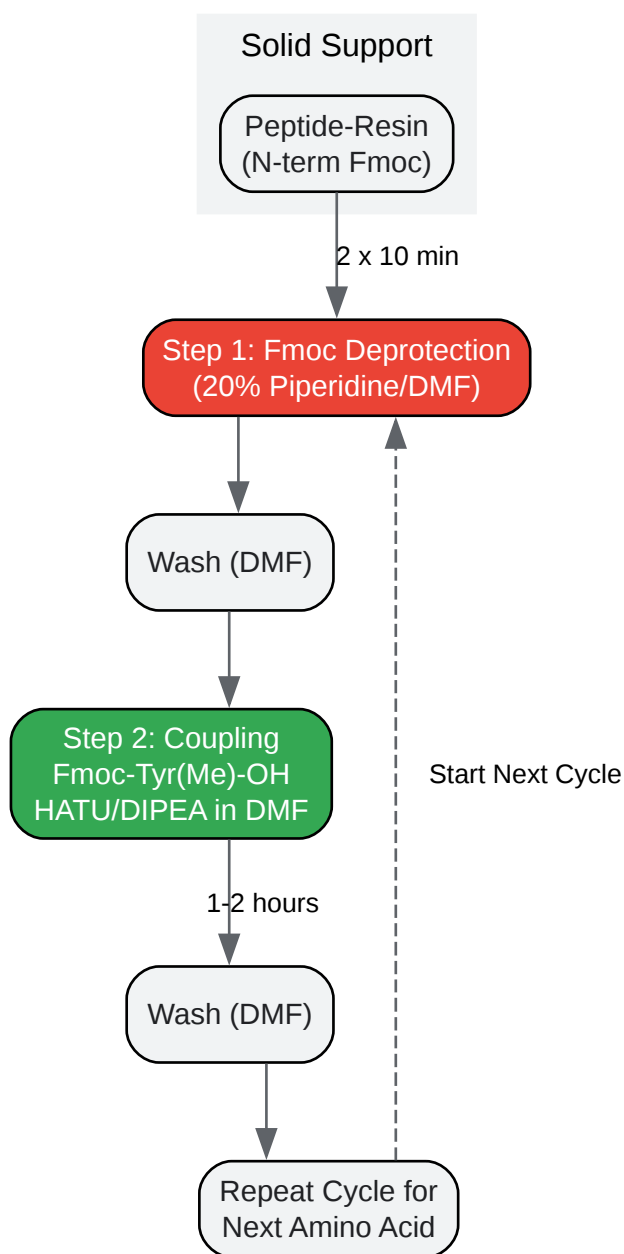 Solid Support
Peptide-Resin
(N-term Fmoc)
2 x 10 min
Step 1: Fmoc Deprotection
(20% Piperidine/DMF)
Wash (DMF)
Step 2: Coupling
Fmoc-Tyr(Me)-OH
HATU/DIPEA in DMF
Start Next Cycle
1-2 hours
Wash (DMF)
Repeat Cycle for
Next Amino Acid